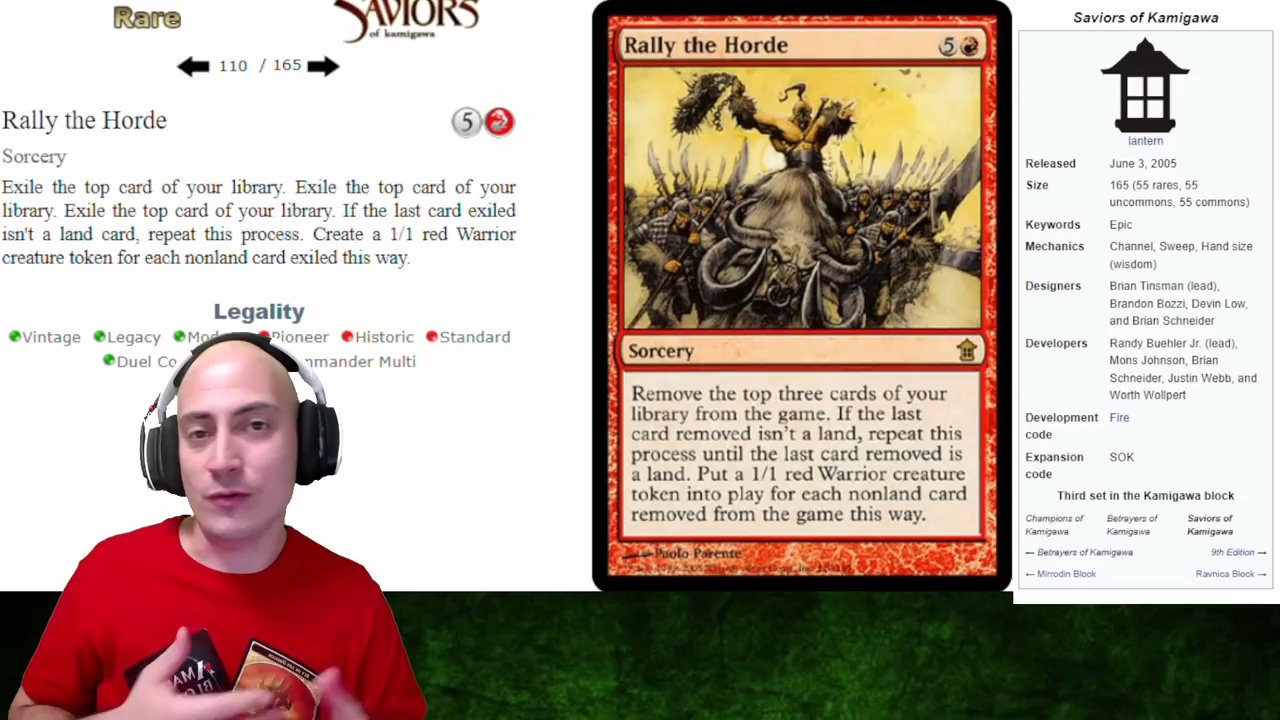 Rare
SAVIORS
of kamigawa
110 / 165
Rally the Horde
5
Sorcery
Exile the top card of your library. Exile the top card of your
library. Exile the top card of your library. If the last card exiled
isn't a land card, repeat this process. Create a 1/1 red Warrior
creature token for each nonland card exiled this way.
Legality
Vintage Legacy Pioneer Historic Standard
Duel Multi
Rally the Horde 5
Sorcery
Remove the top three cards of your
library from the game. If the last
card removed isn't a land, repeat this
process until the last card removed is
a land. Put a 1/1 red Warrior creature
token into play for each nonland card
removed from the game this way.
Paolo Parente
Saviors of Kamigawa
lantern
Released June 3, 2005
Size 165 (55 rares, 55
uncommons, 55 commons)
Keywords Epic
Mechanics Channel, Sweep, Hand size
(wisdom)
Designers Brian Tinsman (lead),
Brandon Bozzi, Devin Low,
and Brian Schneider
Developers Randy Buehler Jr. (lead),
Mons Johnson, Brian
Schneider, Justin Webb, and
Worth Wollpert
Development Fire
code
Expansion SOK
code
Third set in the Kamigawa block
Champions of Betrayers of Saviors of
Kamigawa Kamigawa Kamigawa
← Betrayers of Kamigawa 9th Edition →
← Mirrodin Block Ravnica Block →